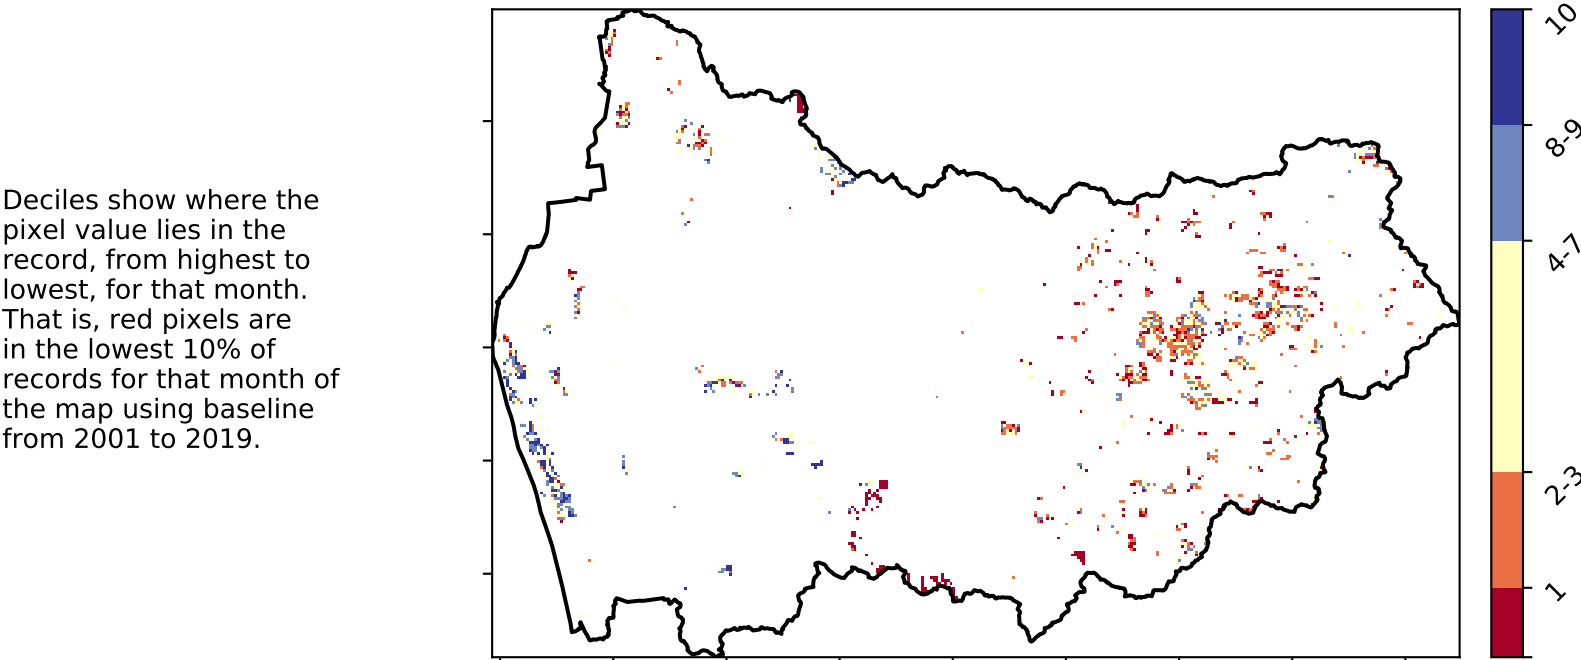 Deciles show where the
pixel value lies in the
record, from highest to
lowest, for that month.
That is, red pixels are
in the lowest 10% of
records for that month of
the map using baseline
from 2001 to 2019.
10
8-9
4-7
2-3
1